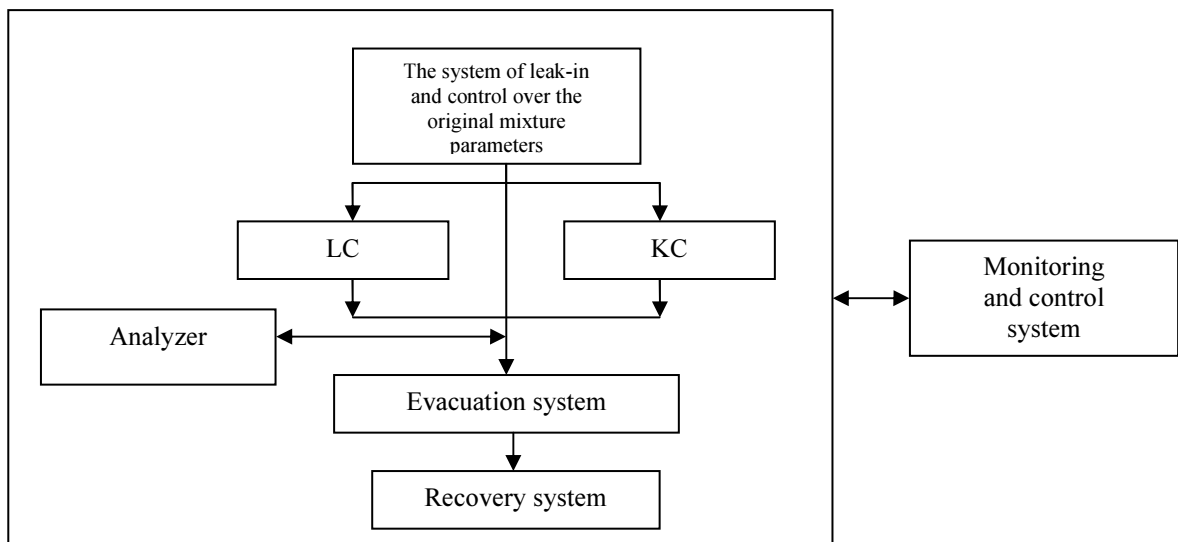 The system of leak-in
and control over the
original mixture
parameters
LC
KC
Monitoring
and control
system
Analyzer
Evacuation system
Recovery system